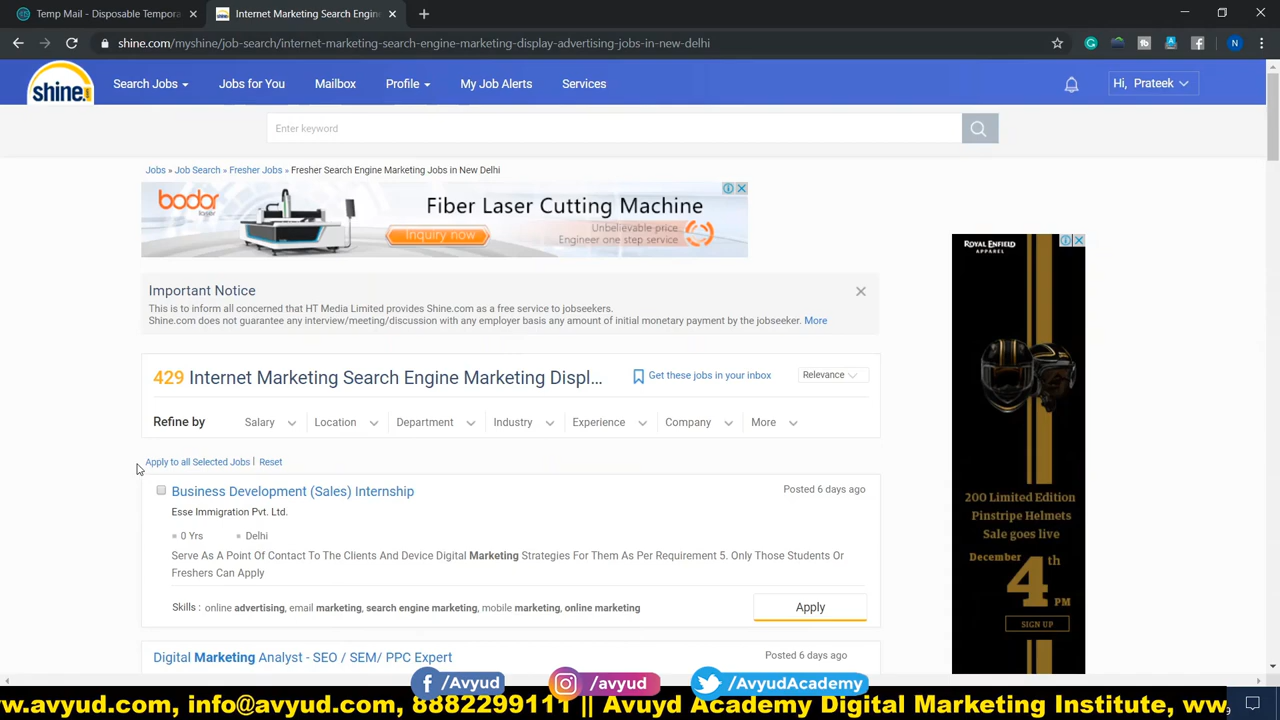 Temp Mail - Disposable Tempora
Internet Marketing Search Engine
shine.com/myshine/internet-marketing-search-engine-marketing-display-advertising-jobs-in-new-delhi
shine.com
Search Jobs
Jobs for You
Mailbox
Profile
My Job Alerts
Services
Hi, Prateek
Enter keyword
Jobs » Job Search » Fresher Jobs » Fresher Search Engine Marketing Jobs in New Delhi
bodor
laser
Fiber Laser Cutting Machine
Inquiry now
Unbelievable price...
Engineer one step service
Important Notice
This is to inform all concerned that HT Media Limited provides Shine.com as a free service to jobseekers.
Shine.com does not guarantee any interview/meeting/discussion with any employer basis any amount of initial monetary payment by the jobseeker. More
429 Internet Marketing Search Engine Marketing Displ...
Get these jobs in your inbox
Relevance
Refine by
Salary
Location
Department
Industry
Experience
Company
More
Apply to all Selected Jobs | Reset
Business Development (Sales) Internship
Posted 6 days ago
Esse Immigration Pvt. Ltd.
0 Yrs
Delhi
Serve As A Point Of Contact To The Clients And Device Digital Marketing Strategies For Them As Per Requirement 5. Only Those Students Or
Freshers Can Apply
Skills : online advertising, email marketing, search engine marketing, mobile marketing, online marketing
Apply
Digital Marketing Analyst - SEO / SEM/ PPC Expert
Posted 6 days ago
ROYAL ENFIELD
APPAREL
200 Limited Edition
Pinstripe Helmets
Sale goes live
December 4th
PM
SIGN UP
/Avyud
/avyud
/AvyudAcademy
w.avyud.com, info@avyud.com, 8882299111 || Avuyd Academy Digital Marketing Institute, ww